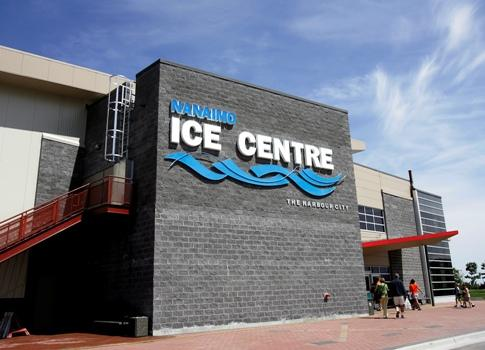 NANAIMO
ICE CENTRE
THE HARBOUR CITY